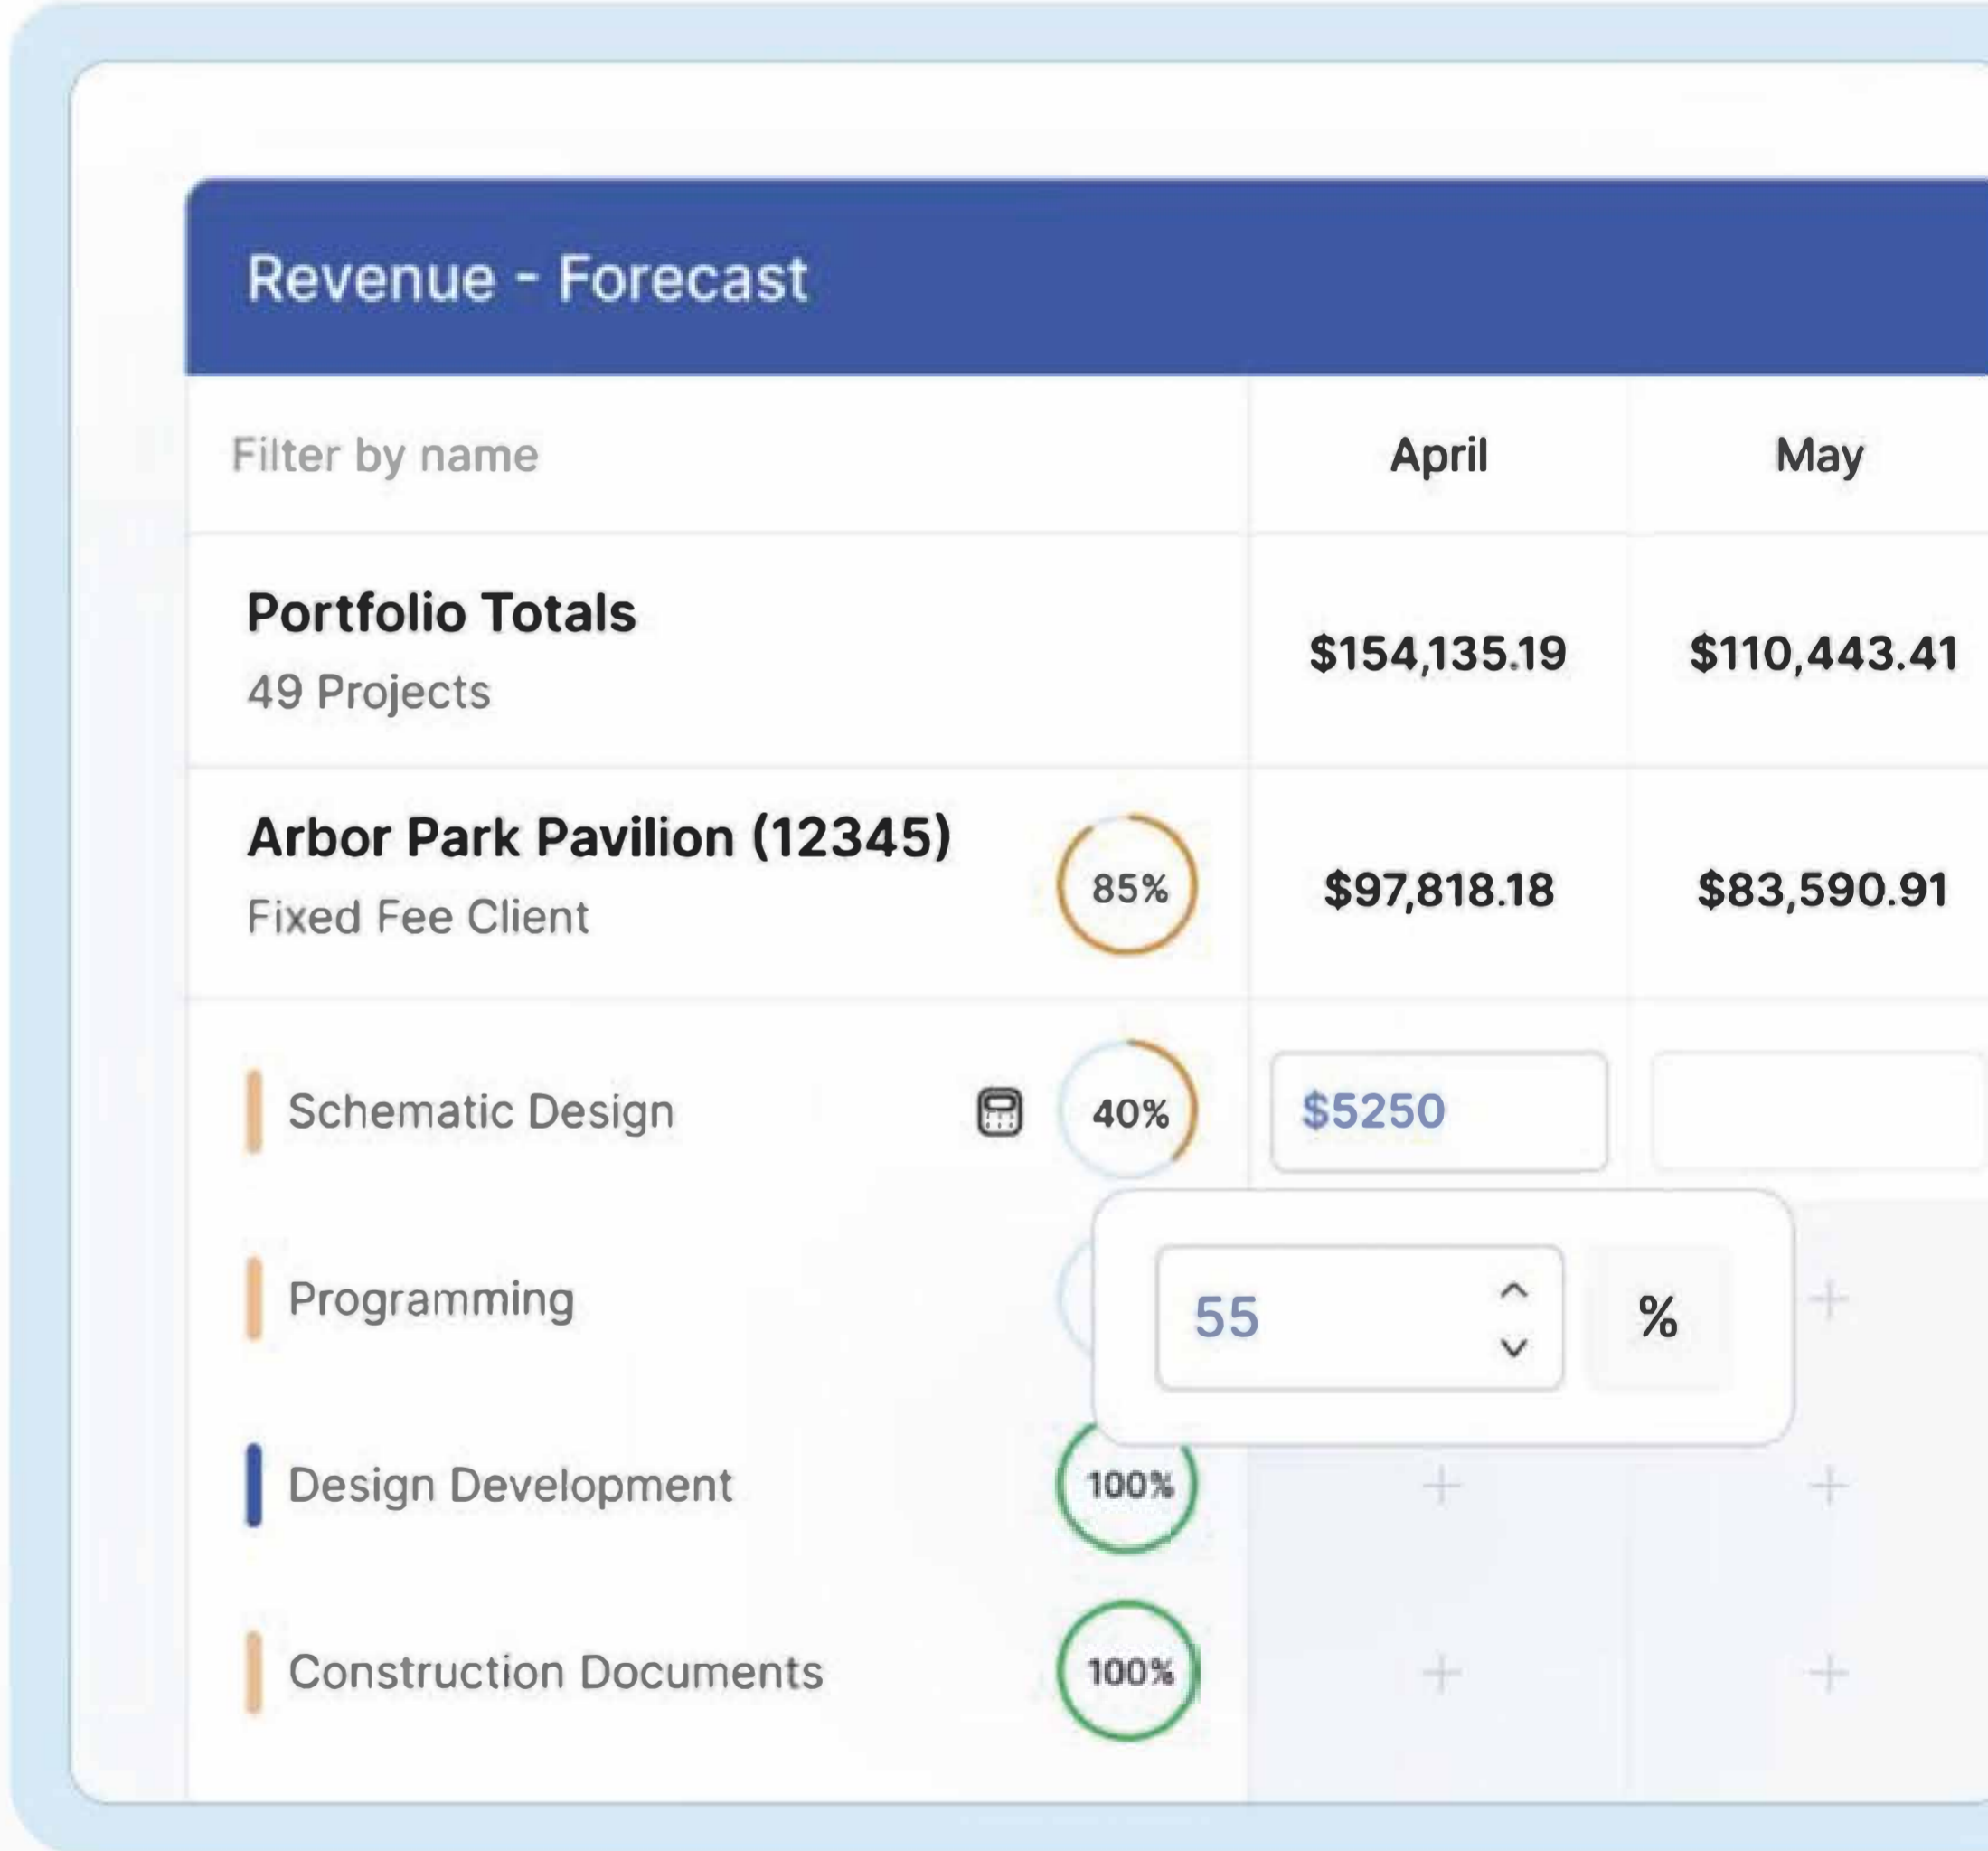 Revenue - Forecast
Filter by name April May
Portfolio Totals
49 Projects
$154,135.19 $110,443.41
Arbor Park Pavilion (12345)
Fixed Fee Client
85% $97,818.18 $83,590.91
Schematic Design 40% $5250
Programming
55 %
Design Development 100%
Construction Documents 100%